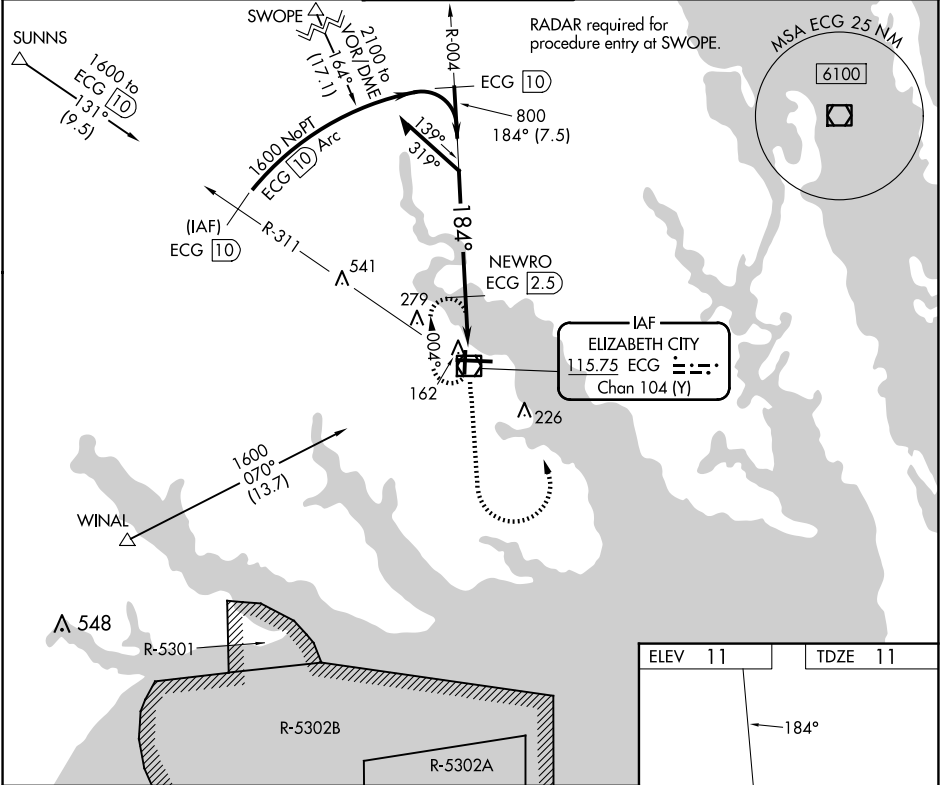 SUNNS
1600 to
ECG 10
131°
(9.5)
SWOPE
2100 to
VOR/DME
164°
(17.1)
R-004
ECG 10
800
184° (7.5)
RADAR required for
procedure entry at SWOPE.
MSA ECG 25 NM
6100
1600 NoPT
ECG 10 Arc
139°
319°
(IAF)
ECG 10
R-311
184°
541
279
NEWRO
ECG 2.5
004°
162
IAF
ELIZABETH CITY
115.75 ECG
Chan 104 (Y)
226
1600
070°
(13.7)
WINAL
548
R-5301
R-5302B
R-5302A
ELEV 11
TDZE 11
184°